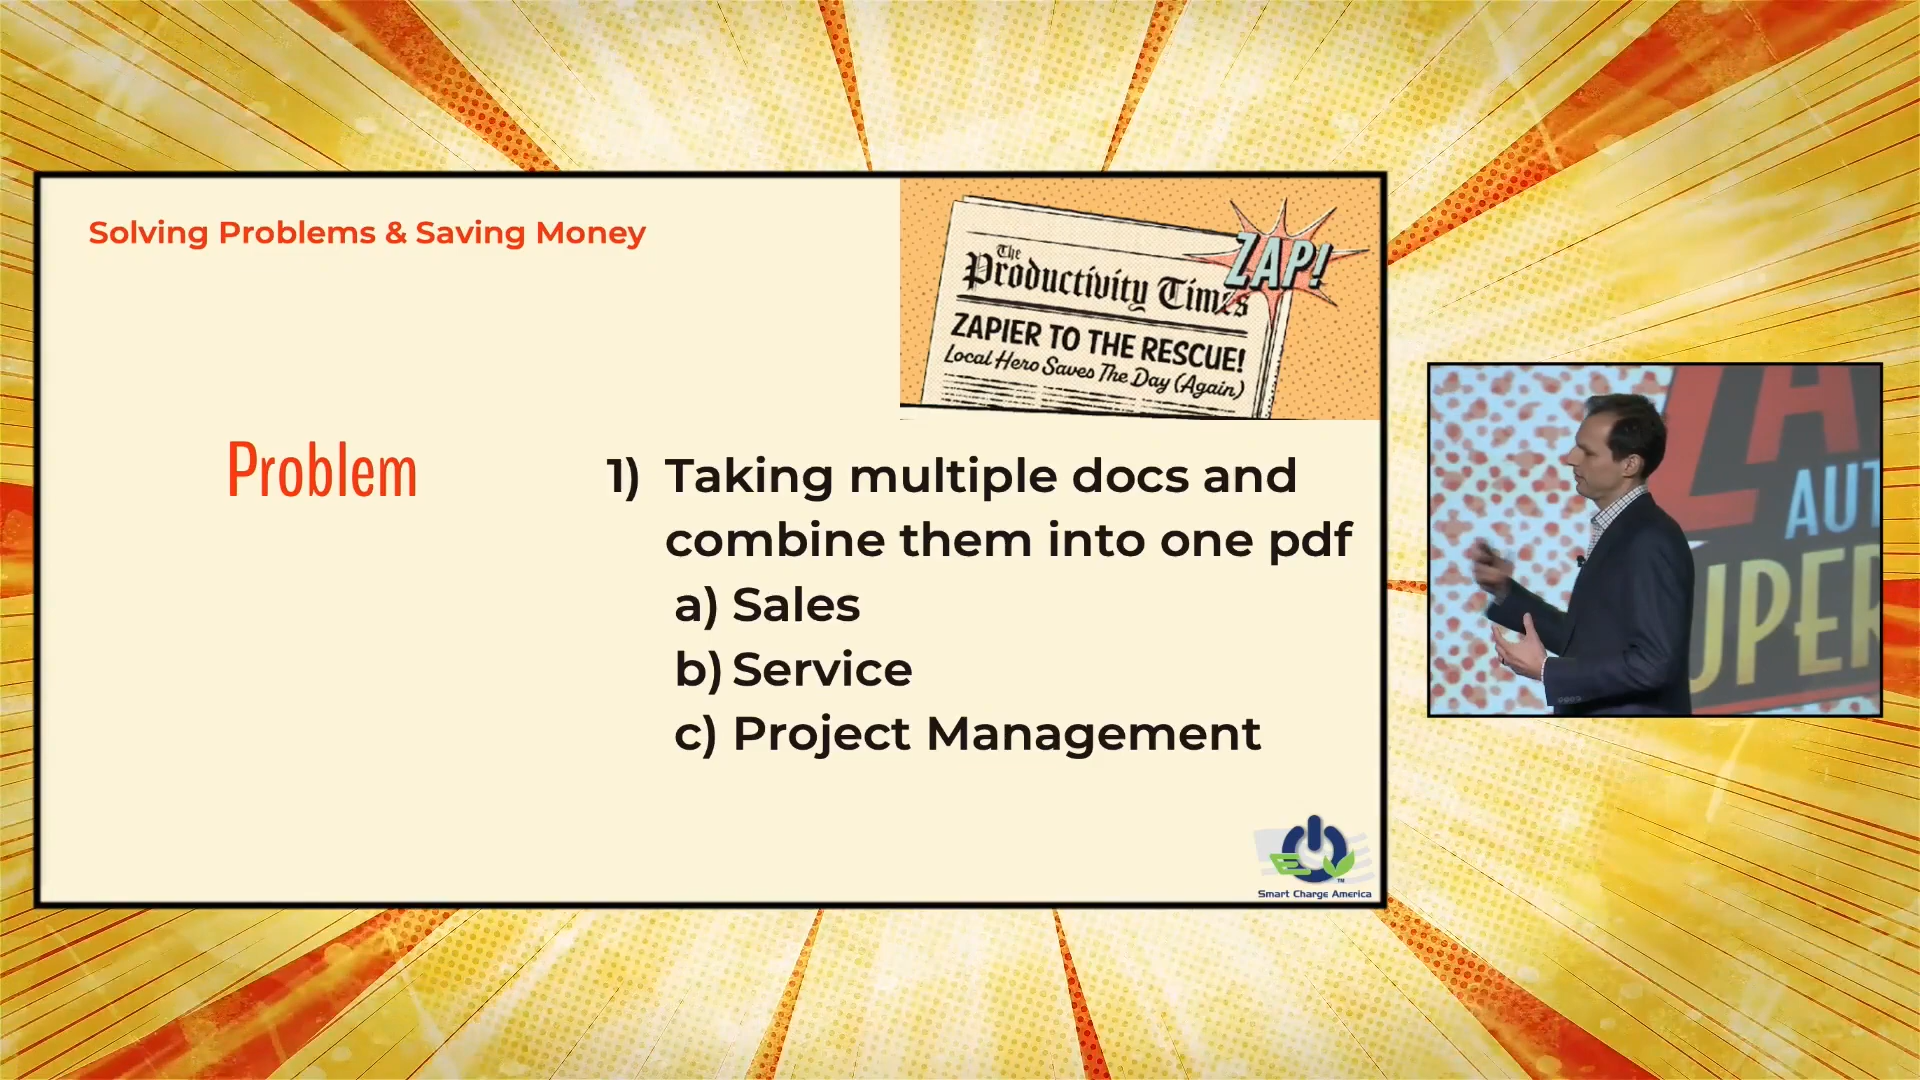 Solving Problems & Saving Money
The
Productivity Times
ZAP!
ZAPIER TO THE RESCUE!
Local Hero Saves The Day (Again)
Problem
1) Taking multiple docs and
combine them into one pdf
a) Sales
b) Service
c) Project Management
TM
Smart Charge America
ZA
AUT
UPER